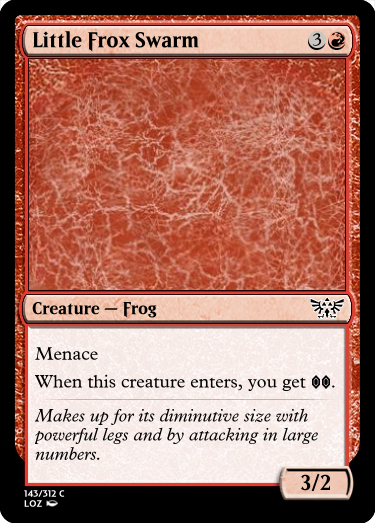 Little Frox Swarm 3
Creature — Frog
Menace
When this creature enters, you get .
Makes up for its diminutive size with
powerful legs and by attacking in large
numbers.
3/2
143/312 C
LOZ